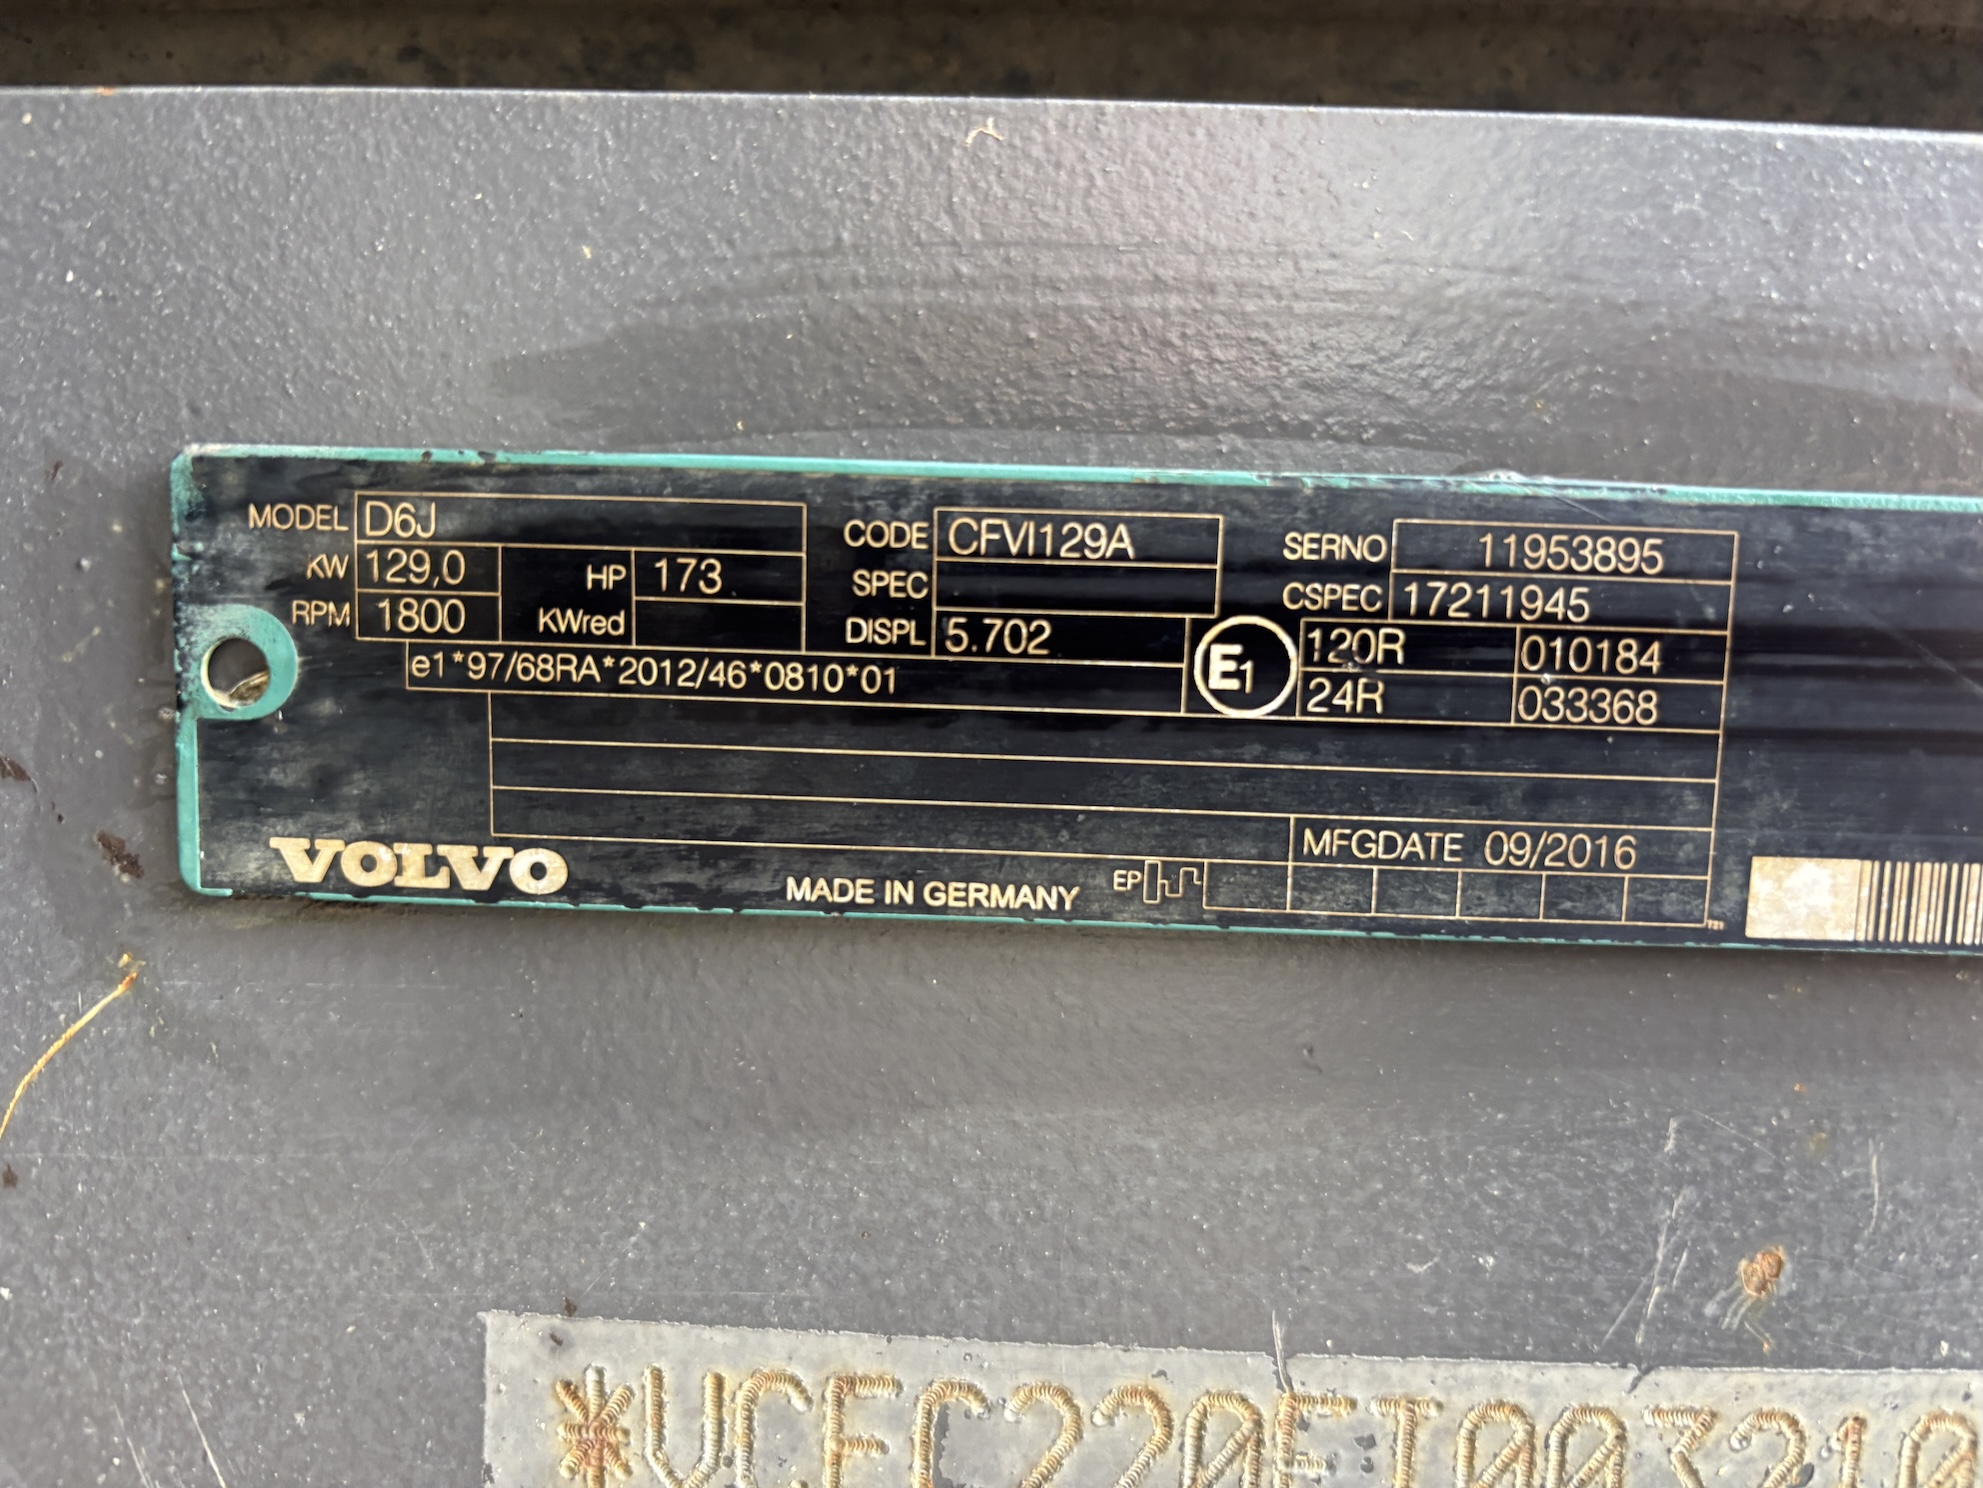 MODEL D6J CODE CFVI129A SERNO 11953895
KW 129,0 HP 173 SPEC CSPEC 17211945
RPM 1800 KWred DISPL 5.702 E1 120R 010184
e1*97/68RA*2012/46*0810*01 24R 033368
MFGDATE 09/2016
VOLVO MADE IN GERMANY EP
721
*VCEC220EJ003210